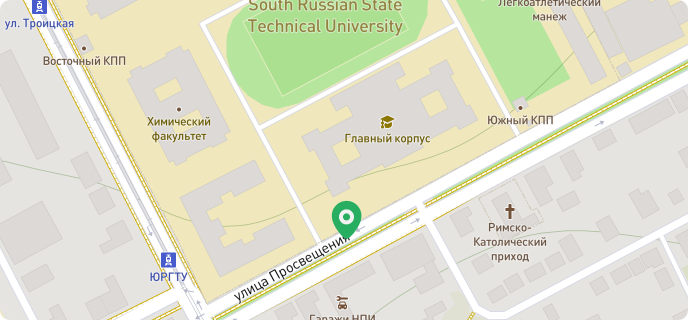 South Russian State
Technical University
Легкоатлетический
манеж
ул. Троицкая
Восточный КПП
Химический
факультет
Главный корпус
Южный КПП
Римско-
Католический
приход
улица Просвещения
ЮРГТУ
Гаражи НПИ